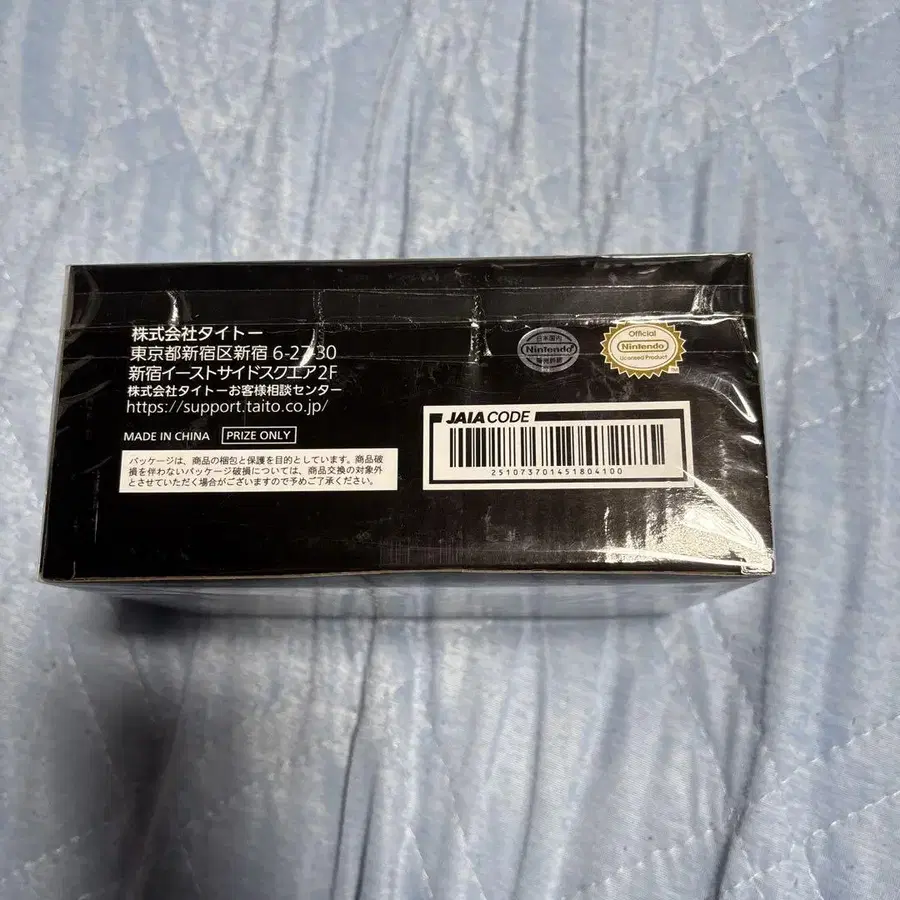 株式会社タイトー
東京都新宿区新宿 6-27-30
新宿イーストサイドスクエア2F
株式会社タイトーお客様相談センター
https://support.taito.co.jp/
MADE IN CHINA PRIZE ONLY
パッケージは、商品の梱包と保護を目的としています。商品破
損を伴わないパッケージ破損については、商品交換の対象外
とさせていただく場合がございますので予めご了承ください。
日本国内
Nintendo
Official
Nintendo
Licensed Product
JAIA CODE
251073701451804100